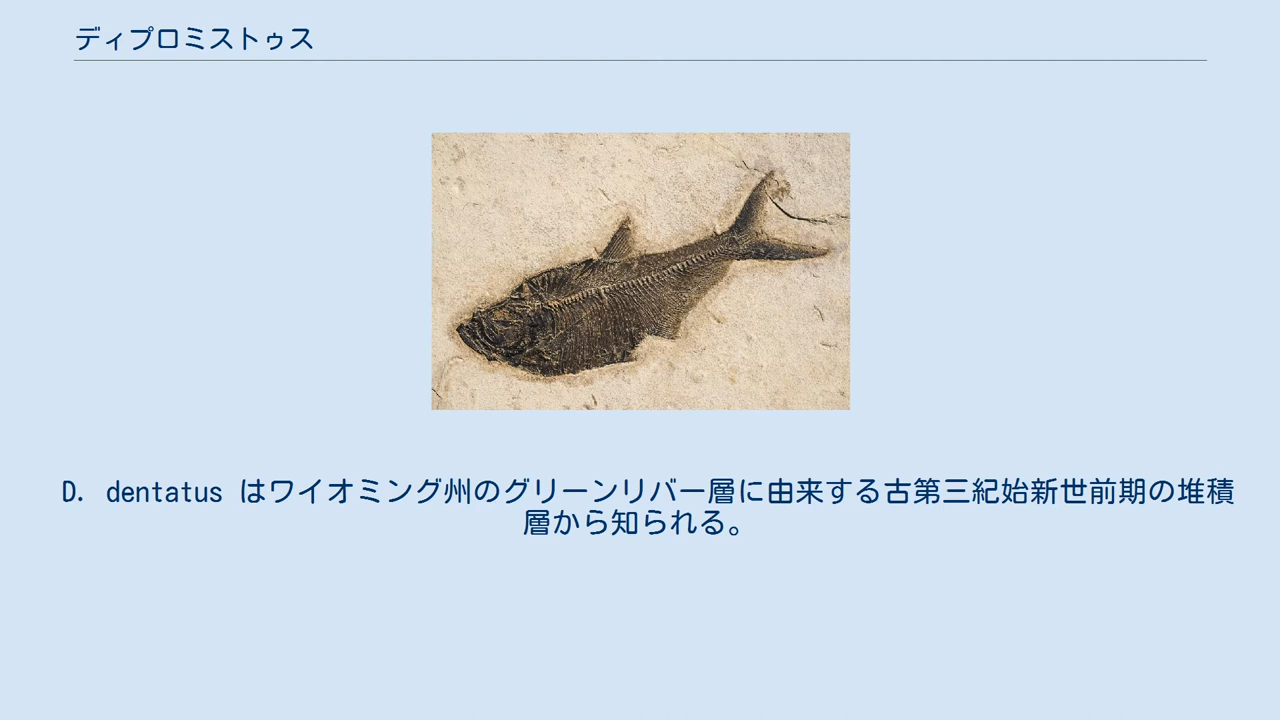 ディプロミストゥス
D. dentatus はワイオミング州のグリーンリバー層に由来する古第三紀始新世前期の堆積
層から知られる。